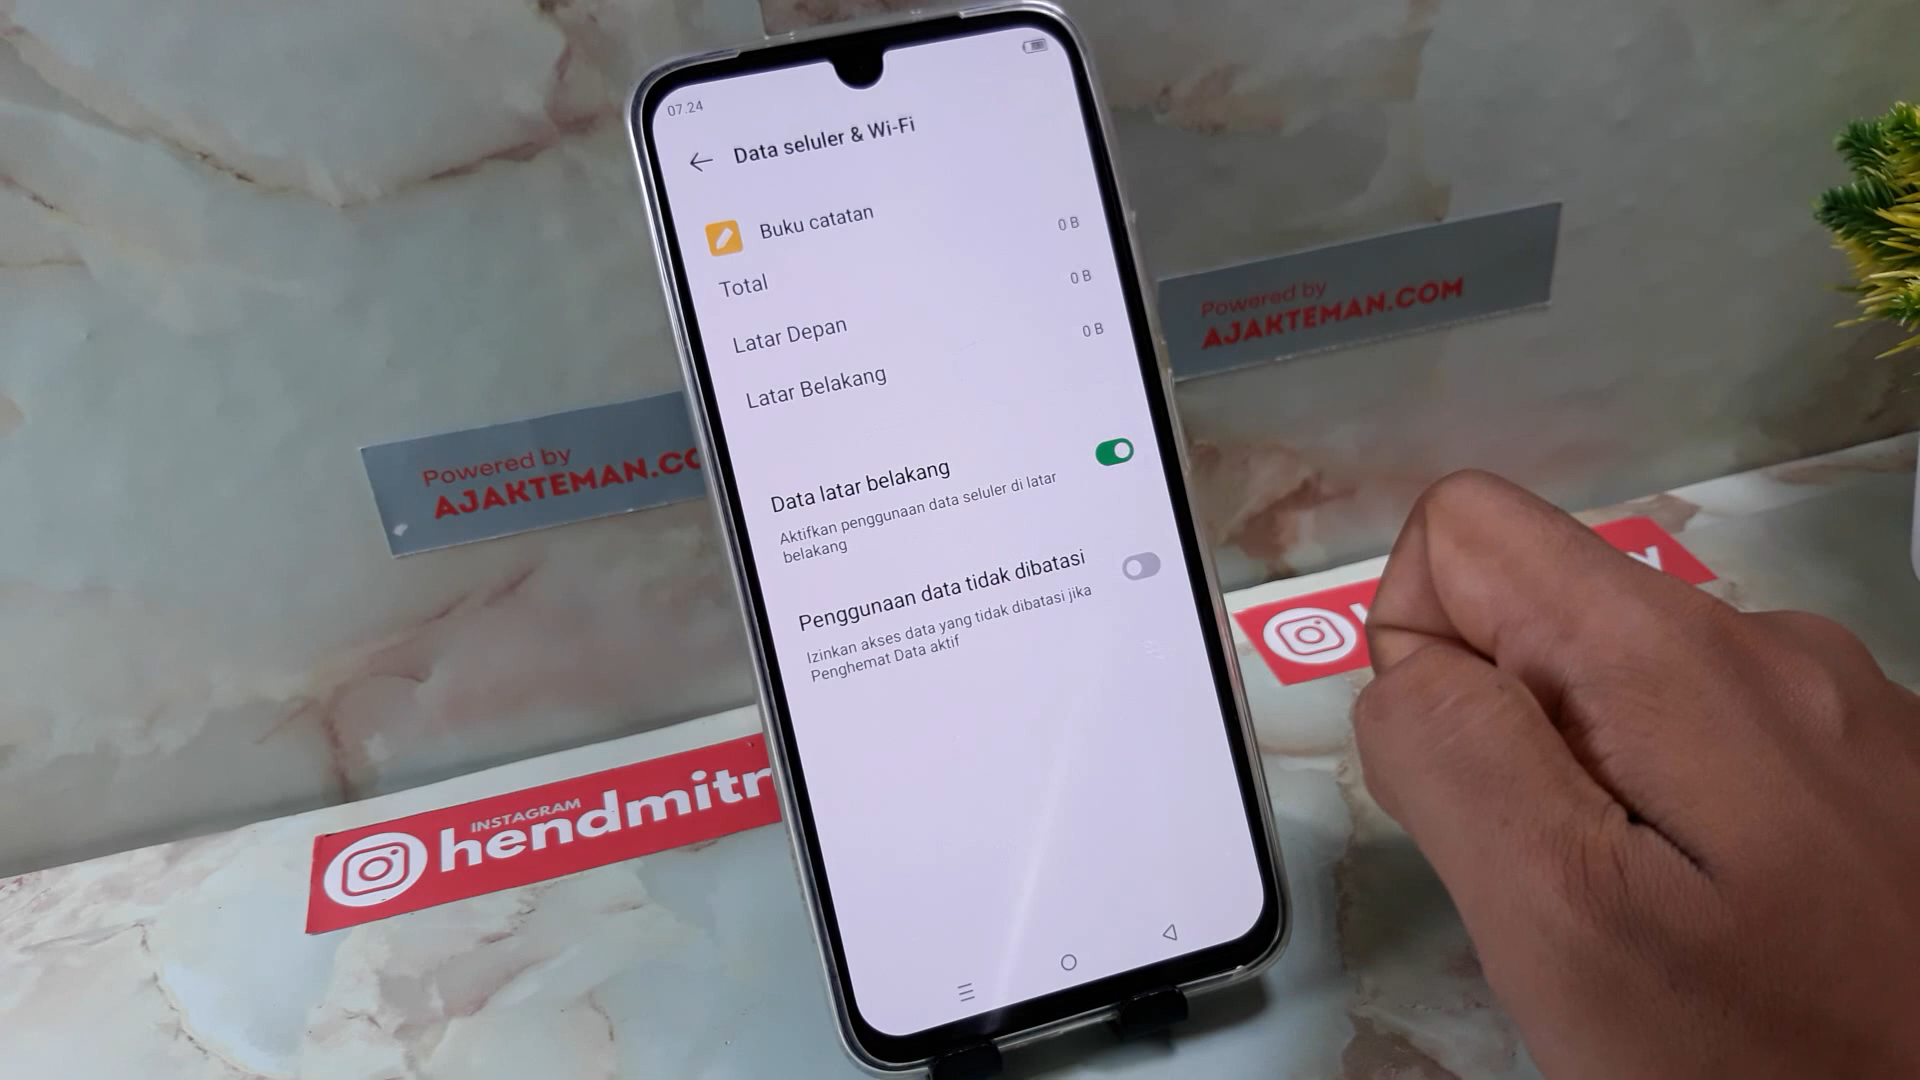 07.24
Data seluler & Wi-Fi
Buku catatan
Total
0 B
Latar Depan
0 B
Latar Belakang
0 B
Data latar belakang
Aktifkan penggunaan data seluler di latar
belakang
Penggunaan data tidak dibatasi
Izinkan akses data yang tidak dibatasi jika
Penghemat Data aktif
Powered by
AJAKTEMAN.CO
Powered by
AJAKTEMAN.COM
INSTAGRAM
hendmitr
y